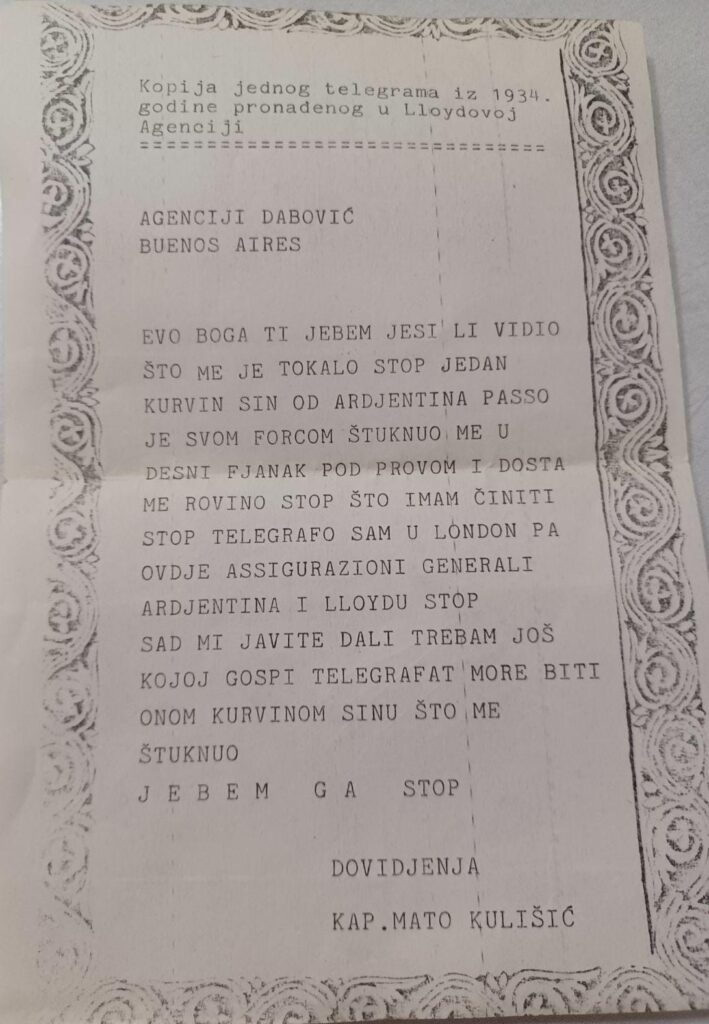 Kopija jednog telegrama iz 1934.
godine pronađenog u Lloydovoj
Agenciji
===============================
AGENCIJI DABOVIĆ
BUENOS AIRES
EVO BOGA TI JEBEM JESI LI VIDIO
ŠTO ME JE TOKALO STOP JEDAN
KURVIN SIN OD ARDJENTINA PASSO
JE SVOM FORCOM ŠTUKNUO ME U
DESNI FJANAK POD PROVOM I DOSTA
ME ROVINO STOP ŠTO IMAM ČINITI
STOP TELEGRAFO SAM U LONDON PA
OVDJE ASSIGURAZIONI GENERALI
ARDJENTINA I LLOYDU STOP
SAD MI JAVITE DALI TREBAM JOŠ
KOJOJ GOSPI TELEGRAFAT MORE BITI
ONOM KURVINOM SINU ŠTO ME
ŠTUKNUO
J E B E M   G A   STOP
DOVIDJENJA
KAP.MATO KULIŠIĆ